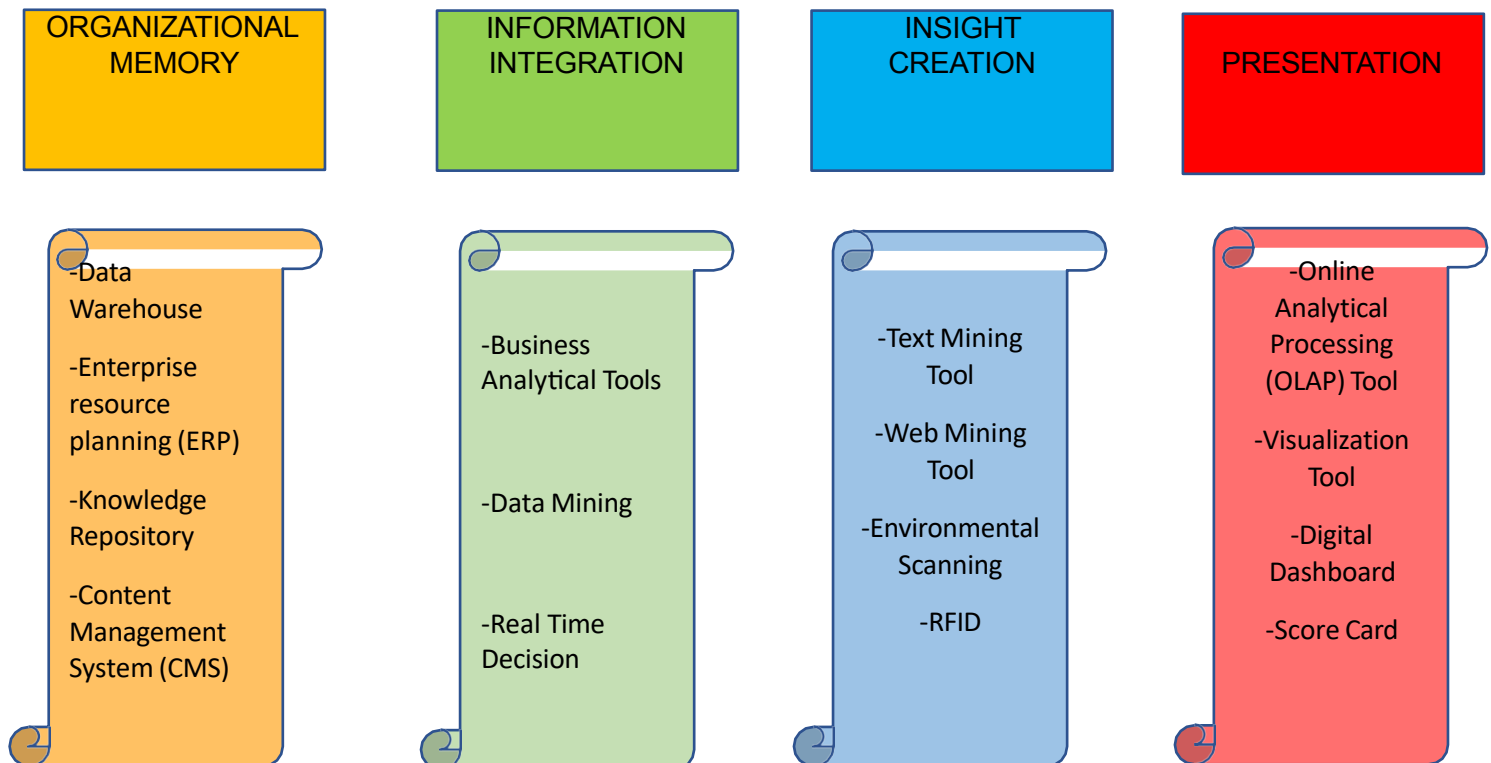 ORGANIZATIONAL
MEMORY
INFORMATION
INTEGRATION
INSIGHT
CREATION
PRESENTATION
-Data
Warehouse
-Enterprise
resource
planning (ERP)
-Knowledge
Repository
-Content
Management
System (CMS)
-Business
Analytical Tools
-Data Mining
-Real Time
Decision
-Text Mining
Tool
-Web Mining
Tool
-Environmental
Scanning
-RFID
-Online
Analytical
Processing
(OLAP) Tool
-Visualization
Tool
-Digital
Dashboard
-Score Card